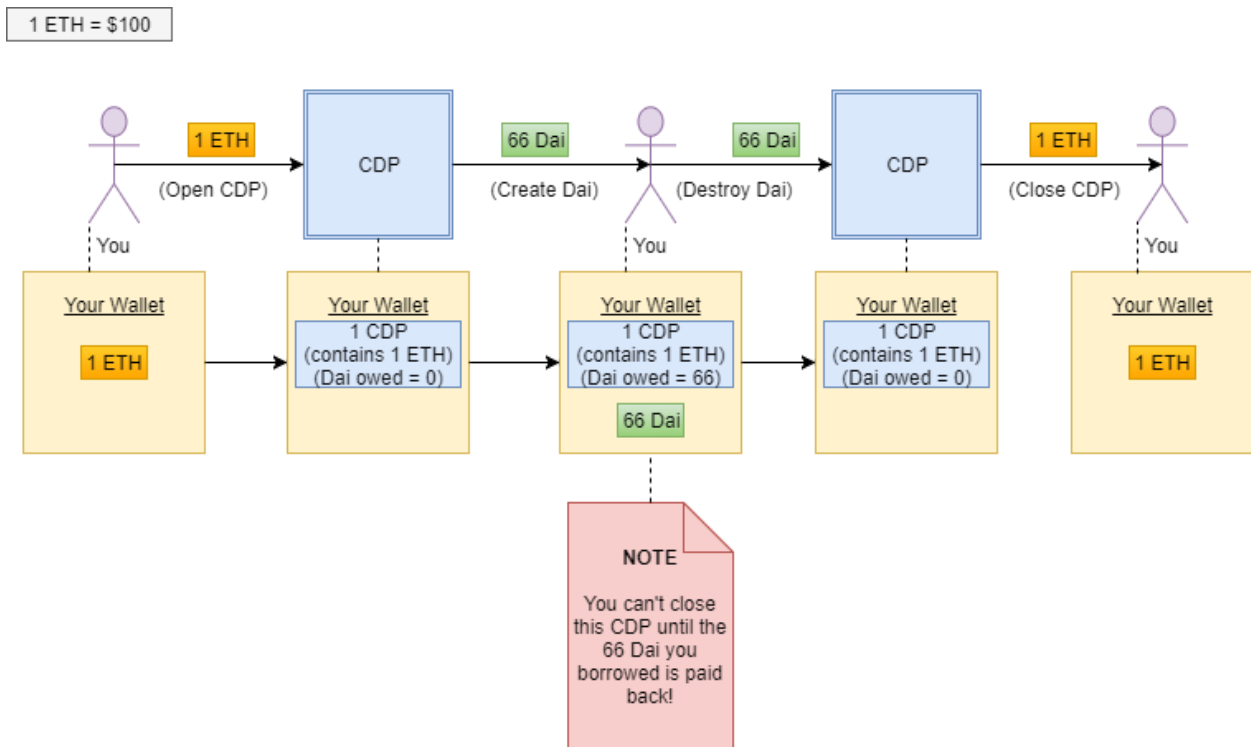 1 ETH = $100
1 ETH
66 Dai
66 Dai
1 ETH
CDP
CDP
(Open CDP)
(Create Dai)
(Destroy Dai)
(Close CDP)
You
You
You
Your Wallet
1 ETH
Your Wallet
1 CDP
(contains 1 ETH)
(Dai owed = 0)
Your Wallet
1 CDP
(contains 1 ETH)
(Dai owed = 66)
66 Dai
Your Wallet
1 CDP
(contains 1 ETH)
(Dai owed = 0)
Your Wallet
1 ETH
NOTE
You can't close
this CDP until the
66 Dai you
borrowed is paid
back!